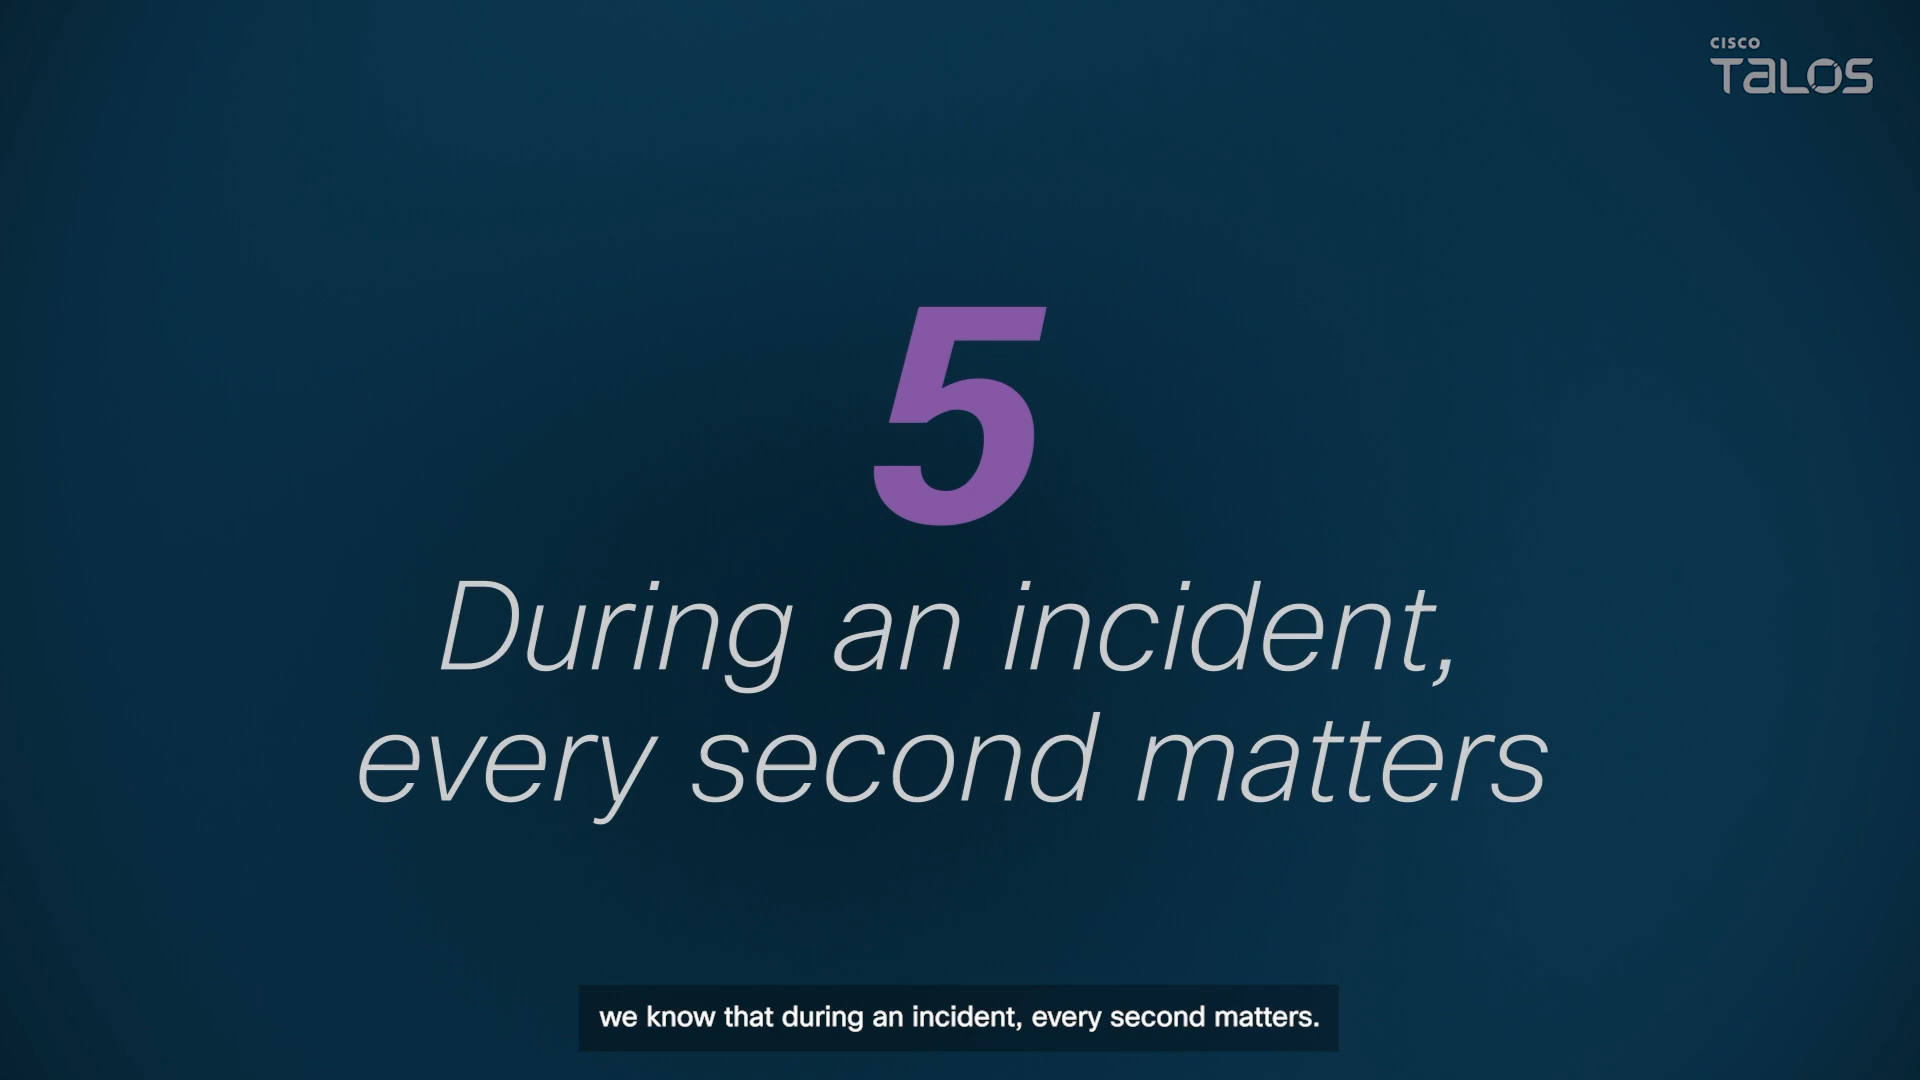 CISCO
TALOS
5
During an incident,
every second matters
we know that during an incident, every second matters.